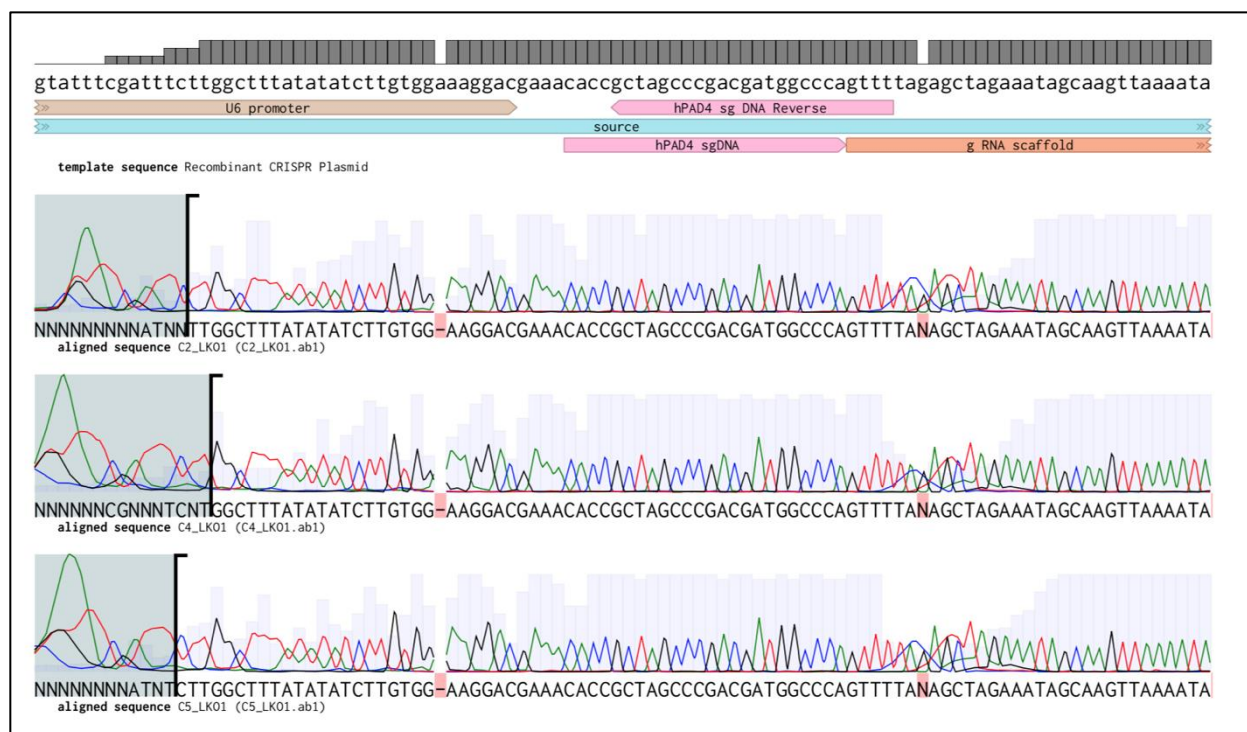 gtatttcgatttcttggctttatatatcttgtggaaaggacgaaacaccgctagcccgacgatggcccagttttagagctagaaatagcaagttaaaata
U6 promoter
hPAD4 sg DNA Reverse
source
hPAD4 sgDNA
g RNA scaffold
template sequence Recombinant CRISPR Plasmid
NNNNNNNNNATNNTTGGCTTTATATATCTTGTGG-AAGGACGAAACACCGCTAGCCCGACGATGGCCCAGTTTTANAGCTAGAAATAGCAAGTTAAAATA
aligned sequence C2_LKO1 (C2_LKO1.ab1)
NNNNNNCGNNNTCNTGGCTTTATATATCTTGTGG-AAGGACGAAACACCGCTAGCCCGACGATGGCCCAGTTTTANAGCTAGAAATAGCAAGTTAAAATA
aligned sequence C4_LKO1 (C4_LKO1.ab1)
NNNNNNNNATNTCTTGGCTTTATATATCTTGTGG-AAGGACGAAACACCGCTAGCCCGACGATGGCCCAGTTTTANAGCTAGAAATAGCAAGTTAAAATA
aligned sequence C5_LKO1 (C5_LKO1.ab1)